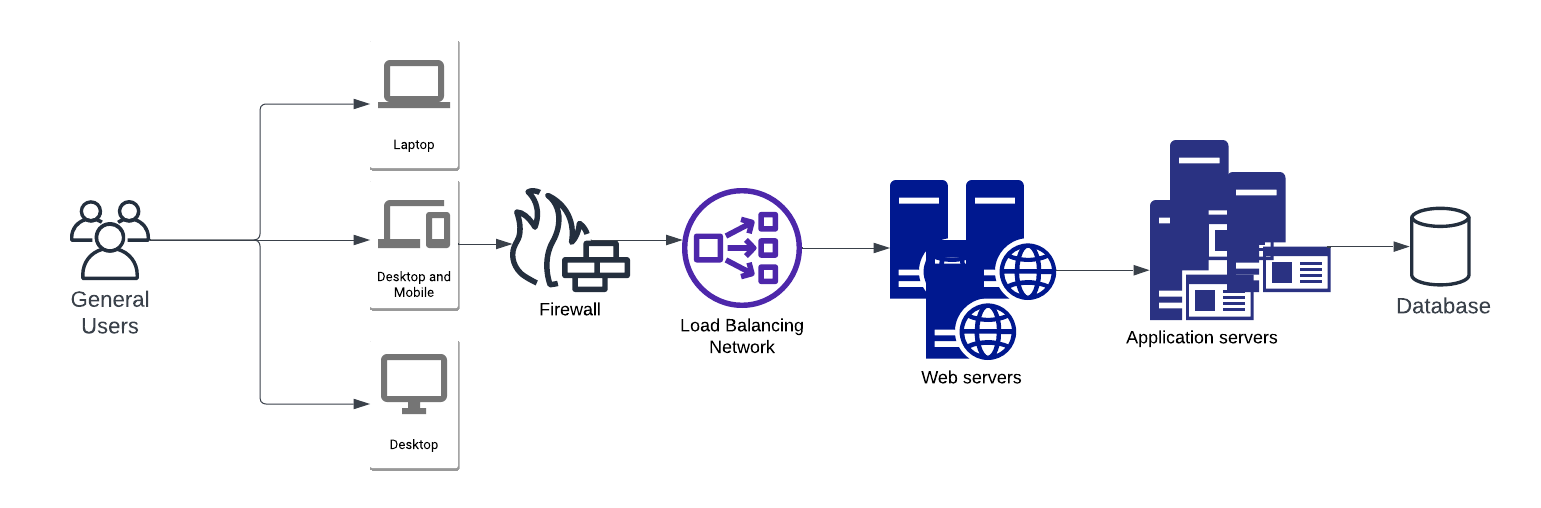 General
Users
Laptop
Desktop and
Mobile
Desktop
Firewall
Load Balancing
Network
Web servers
Application servers
Database